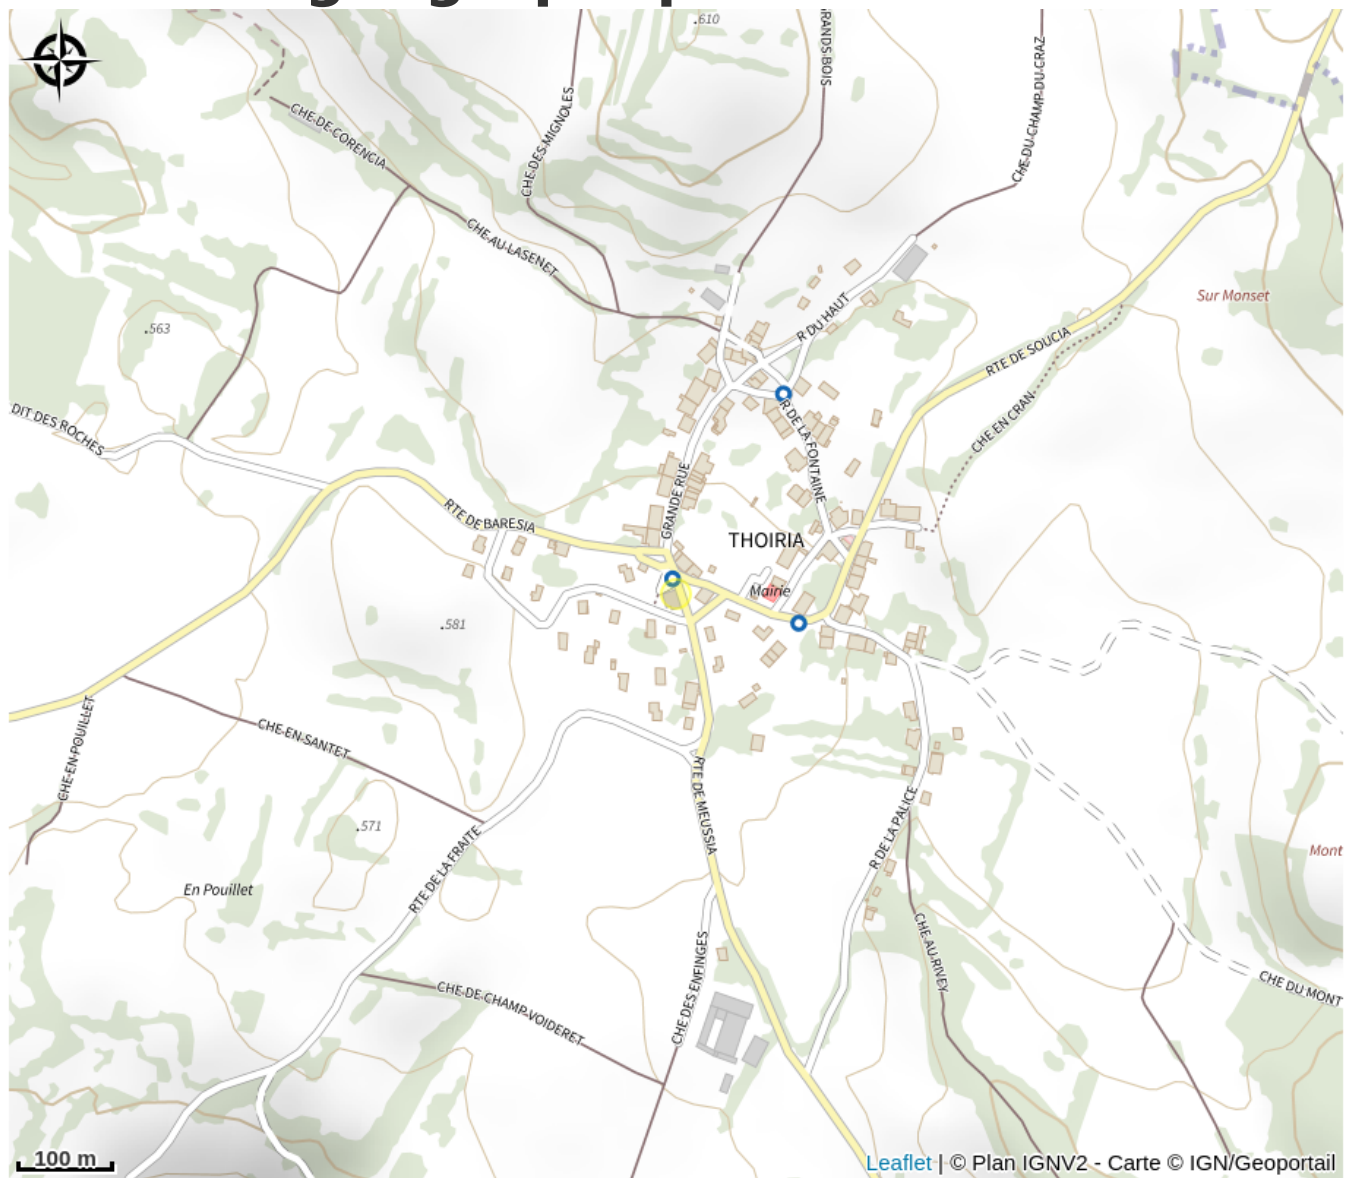 .610
RANDS BOIS
CHE DU CHAMP DU CRAZ
CHE DES MIGNOLES
CHE DE CORENCIA
CHE AU LASENET
Sur Monset
R DU HAUT
.563
RTE DE SOUCIA
DIT DES ROCHES
R DE LA FONTAINE
CHE EN CRAN
GRANDE RUE
RTE DE BARESIA
THOIRIA
Mairie
.581
CHE EN POUILLET
CHE EN SANTET
RTE DE MEUSSIA
.571
R DE LA PALICE
Mont
RTE DE LA FRAITE
En Pouillet
CHE AU RIVEY
CHE DES ENFINGES
CHE DE CHAMP VOIDERET
CHE DU MONT
100 m
Leaflet | © Plan IGNV2 - Carte © IGN/Geoportail